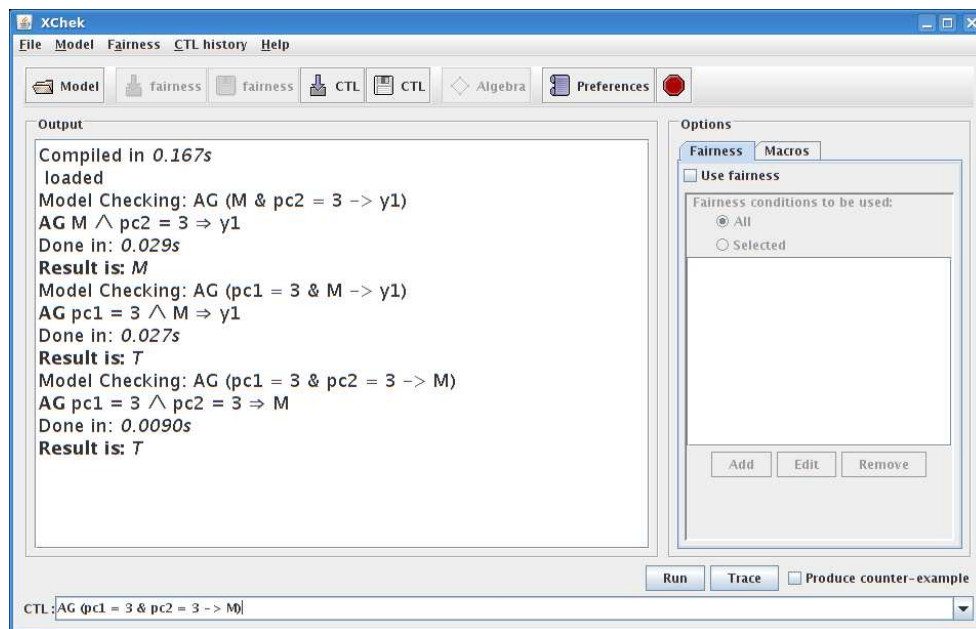 XChek
File Model Fairness CTL history Help
Model fairness fairness CTL CTL Algebra Preferences
Output
Compiled in 0.167s
loaded
Model Checking: AG (M & pc2 = 3 -> y1)
AG M ∧ pc2 = 3 ⇒ y1
Done in: 0.029s
Result is: M
Model Checking: AG (pc1 = 3 & M -> y1)
AG pc1 = 3 ∧ M ⇒ y1
Done in: 0.027s
Result is: T
Model Checking: AG (pc1 = 3 & pc2 = 3 -> M)
AG pc1 = 3 ∧ pc2 = 3 ⇒ M
Done in: 0.0090s
Result is: T
Options
Fairness Macros
Use fairness
Fairness conditions to be used:
All
Selected
Add Edit Remove
Run Trace Produce counter-example
CTL: AG (pc1 = 3 & pc2 = 3 -> M)